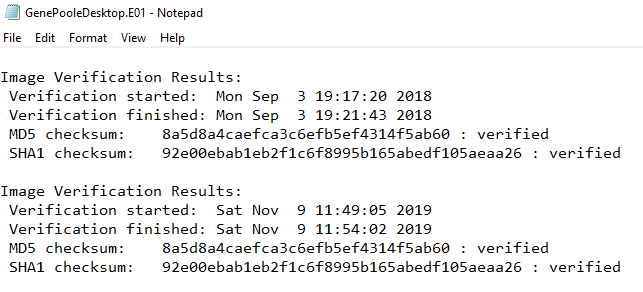 GenePooleDesktop.E01 - Notepad
File Edit Format View Help
Image Verification Results:
Verification started:  Mon Sep  3 19:17:20 2018
Verification finished: Mon Sep  3 19:21:43 2018
MD5 checksum:    8a5d8a4caefca3c6efb5ef4314f5ab60 : verified
SHA1 checksum:   92e00ebab1eb2f1c6f8995b165abedf105aeaa26 : verified
Image Verification Results:
Verification started:  Sat Nov  9 11:49:05 2019
Verification finished: Sat Nov  9 11:54:02 2019
MD5 checksum:    8a5d8a4caefca3c6efb5ef4314f5ab60 : verified
SHA1 checksum:   92e00ebab1eb2f1c6f8995b165abedf105aeaa26 : verified